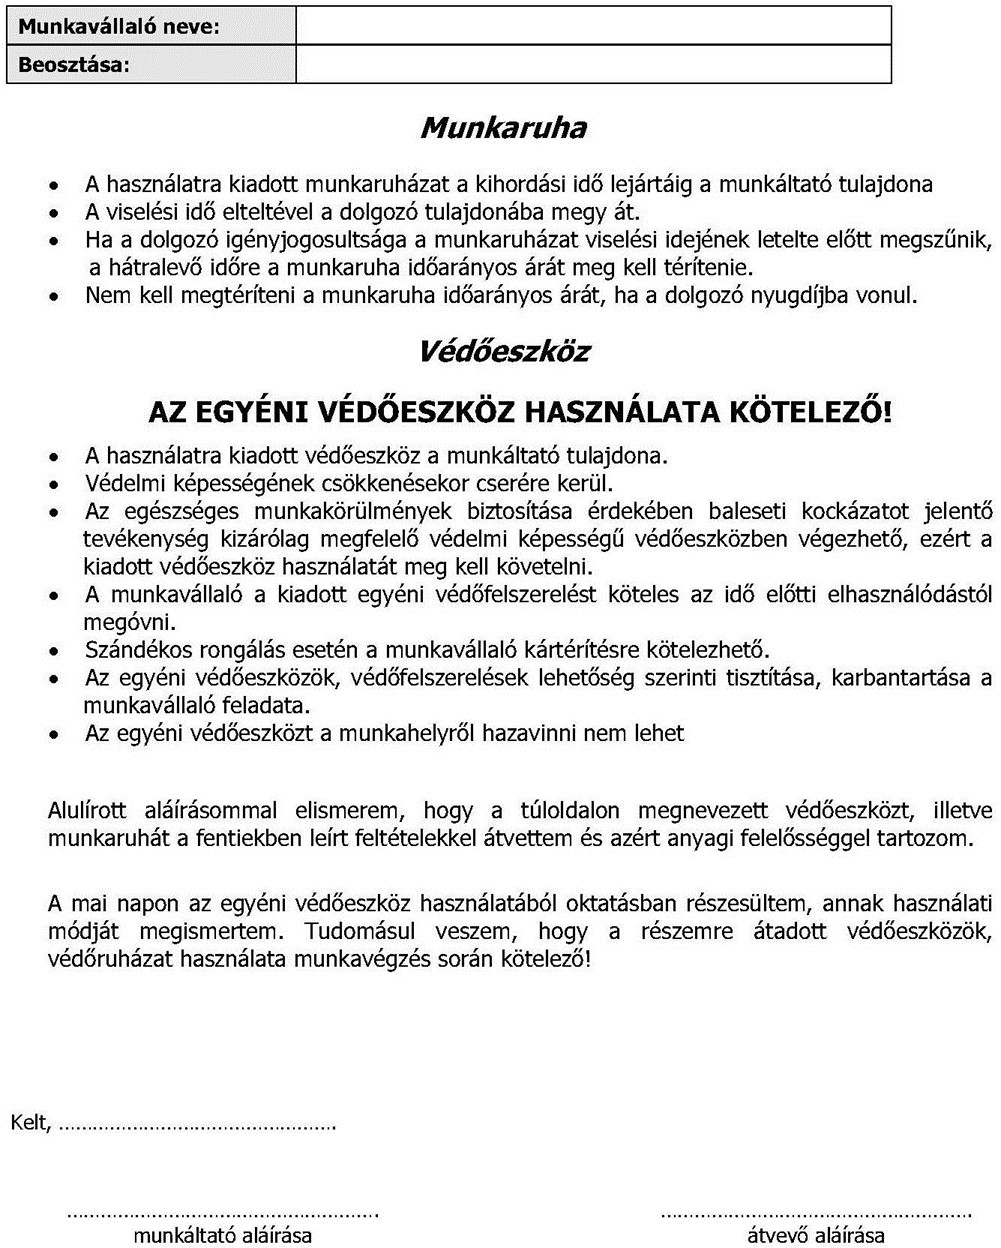 Munkavállaló neve:
Beosztása:
Munkaruha
• A használatra kiadott munkaruházat a kihordási idő lejártáig a munkáltató tulajdona
• A viselési idő elteltével a dolgozó tulajdonába megy át.
• Ha a dolgozó igényjogosultsága a munkaruházat viselési idejének letelte előtt megszűnik,
a hátralevő időre a munkaruha időarányos árát meg kell térítenie.
• Nem kell megtéríteni a munkaruha időarányos árát, ha a dolgozó nyugdíjba vonul.
Védőeszköz
AZ EGYÉNI VÉDŐESZKÖZ HASZNÁLATA KÖTELEZŐ!
• A használatra kiadott védőeszköz a munkáltató tulajdona.
• Védelmi képességének csökkenésekor cserére kerül.
• Az egészséges munkakörülmények biztosítása érdekében baleseti kockázatot jelentő
tevékenység kizárólag megfelelő védelmi képességű védőeszközben végezhető, ezért a
kiadott védőeszköz használatát meg kell követelni.
• A munkavállaló a kiadott egyéni védőfelszerelést köteles az idő előtti elhasználódástól
megóvni.
• Szándékos rongálás esetén a munkavállaló kártérítésre kötelezhető.
• Az egyéni védőeszközök, védőfelszerelések lehetőség szerinti tisztítása, karbantartása a
munkavállaló feladata.
• Az egyéni védőeszközt a munkahelyről hazavinni nem lehet
Alulírott aláírásommal elismerem, hogy a túloldalon megnevezett védőeszközt, illetve
munkaruhát a fentiekben leírt feltételekkel átvettem és azért anyagi felelősséggel tartozom.
A mai napon az egyéni védőeszköz használatából oktatásban részesültem, annak használati
módját megismertem. Tudomásul veszem, hogy a részemre átadott védőeszközök,
védőruházat használata munkavégzés során kötelező!
Kelt, ................................................
...................................................... ......................................................
munkáltató aláírása átvevő aláírása